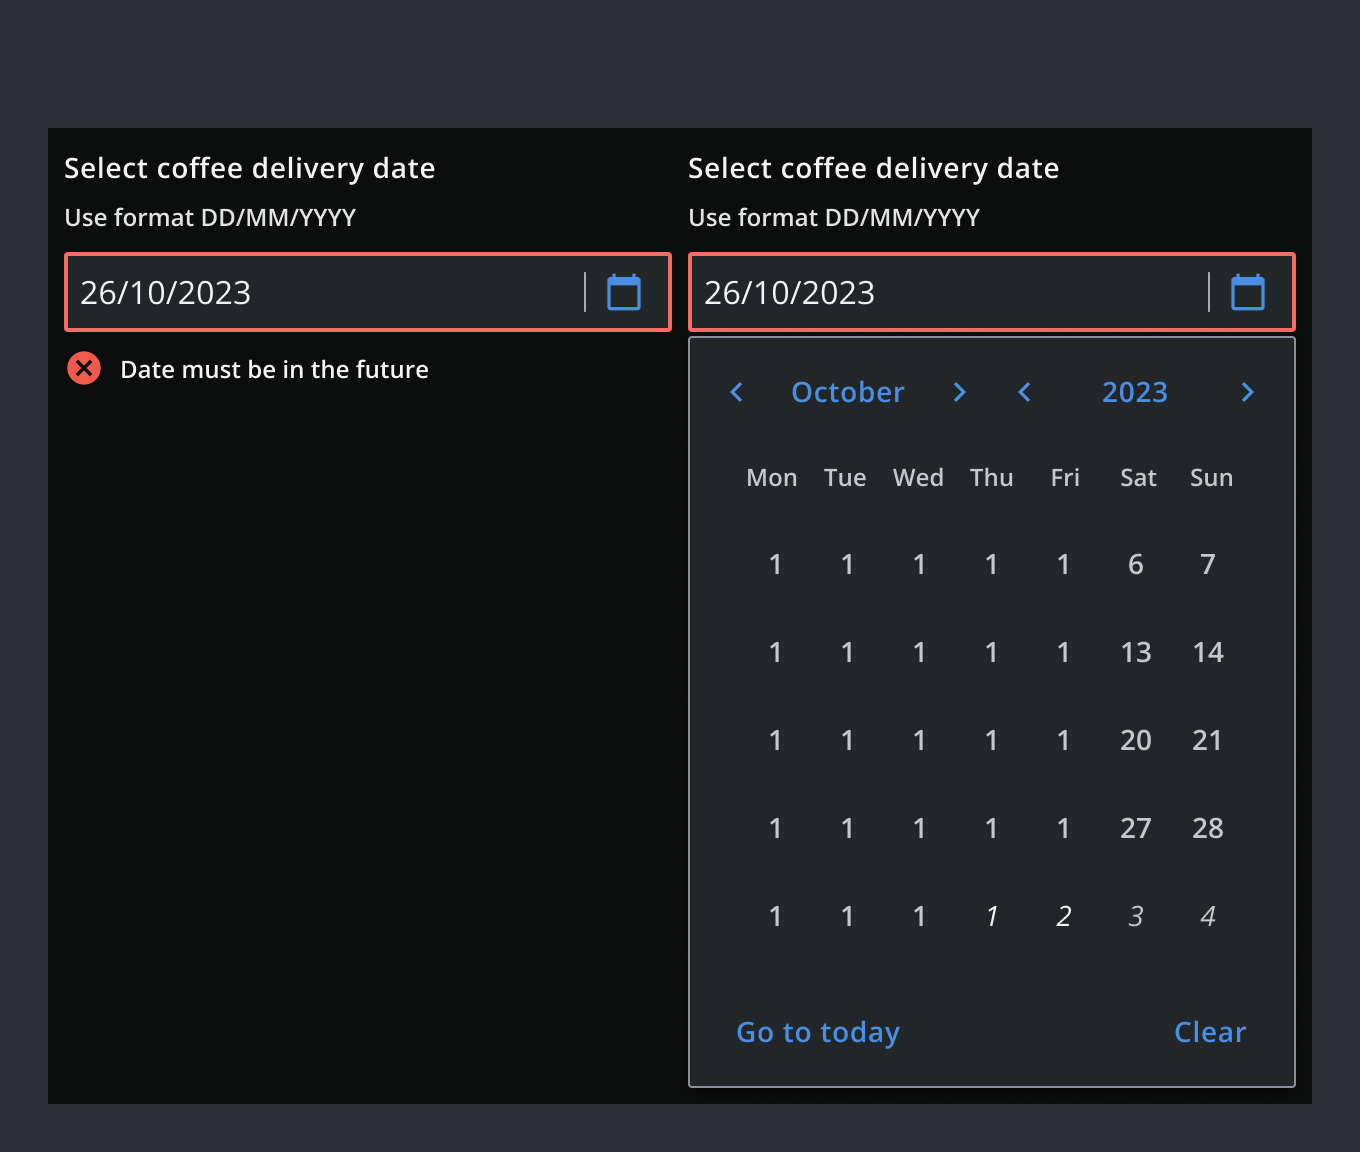 Select coffee delivery date
Use format DD/MM/YYYY
26/10/2023
Date must be in the future
Select coffee delivery date
Use format DD/MM/YYYY
26/10/2023
October 2023
Mon Tue Wed Thu Fri Sat Sun
1 1 1 1 1 6 7
1 1 1 1 1 13 14
1 1 1 1 1 20 21
1 1 1 1 1 27 28
1 1 1 1 2 3 4
Go to today Clear